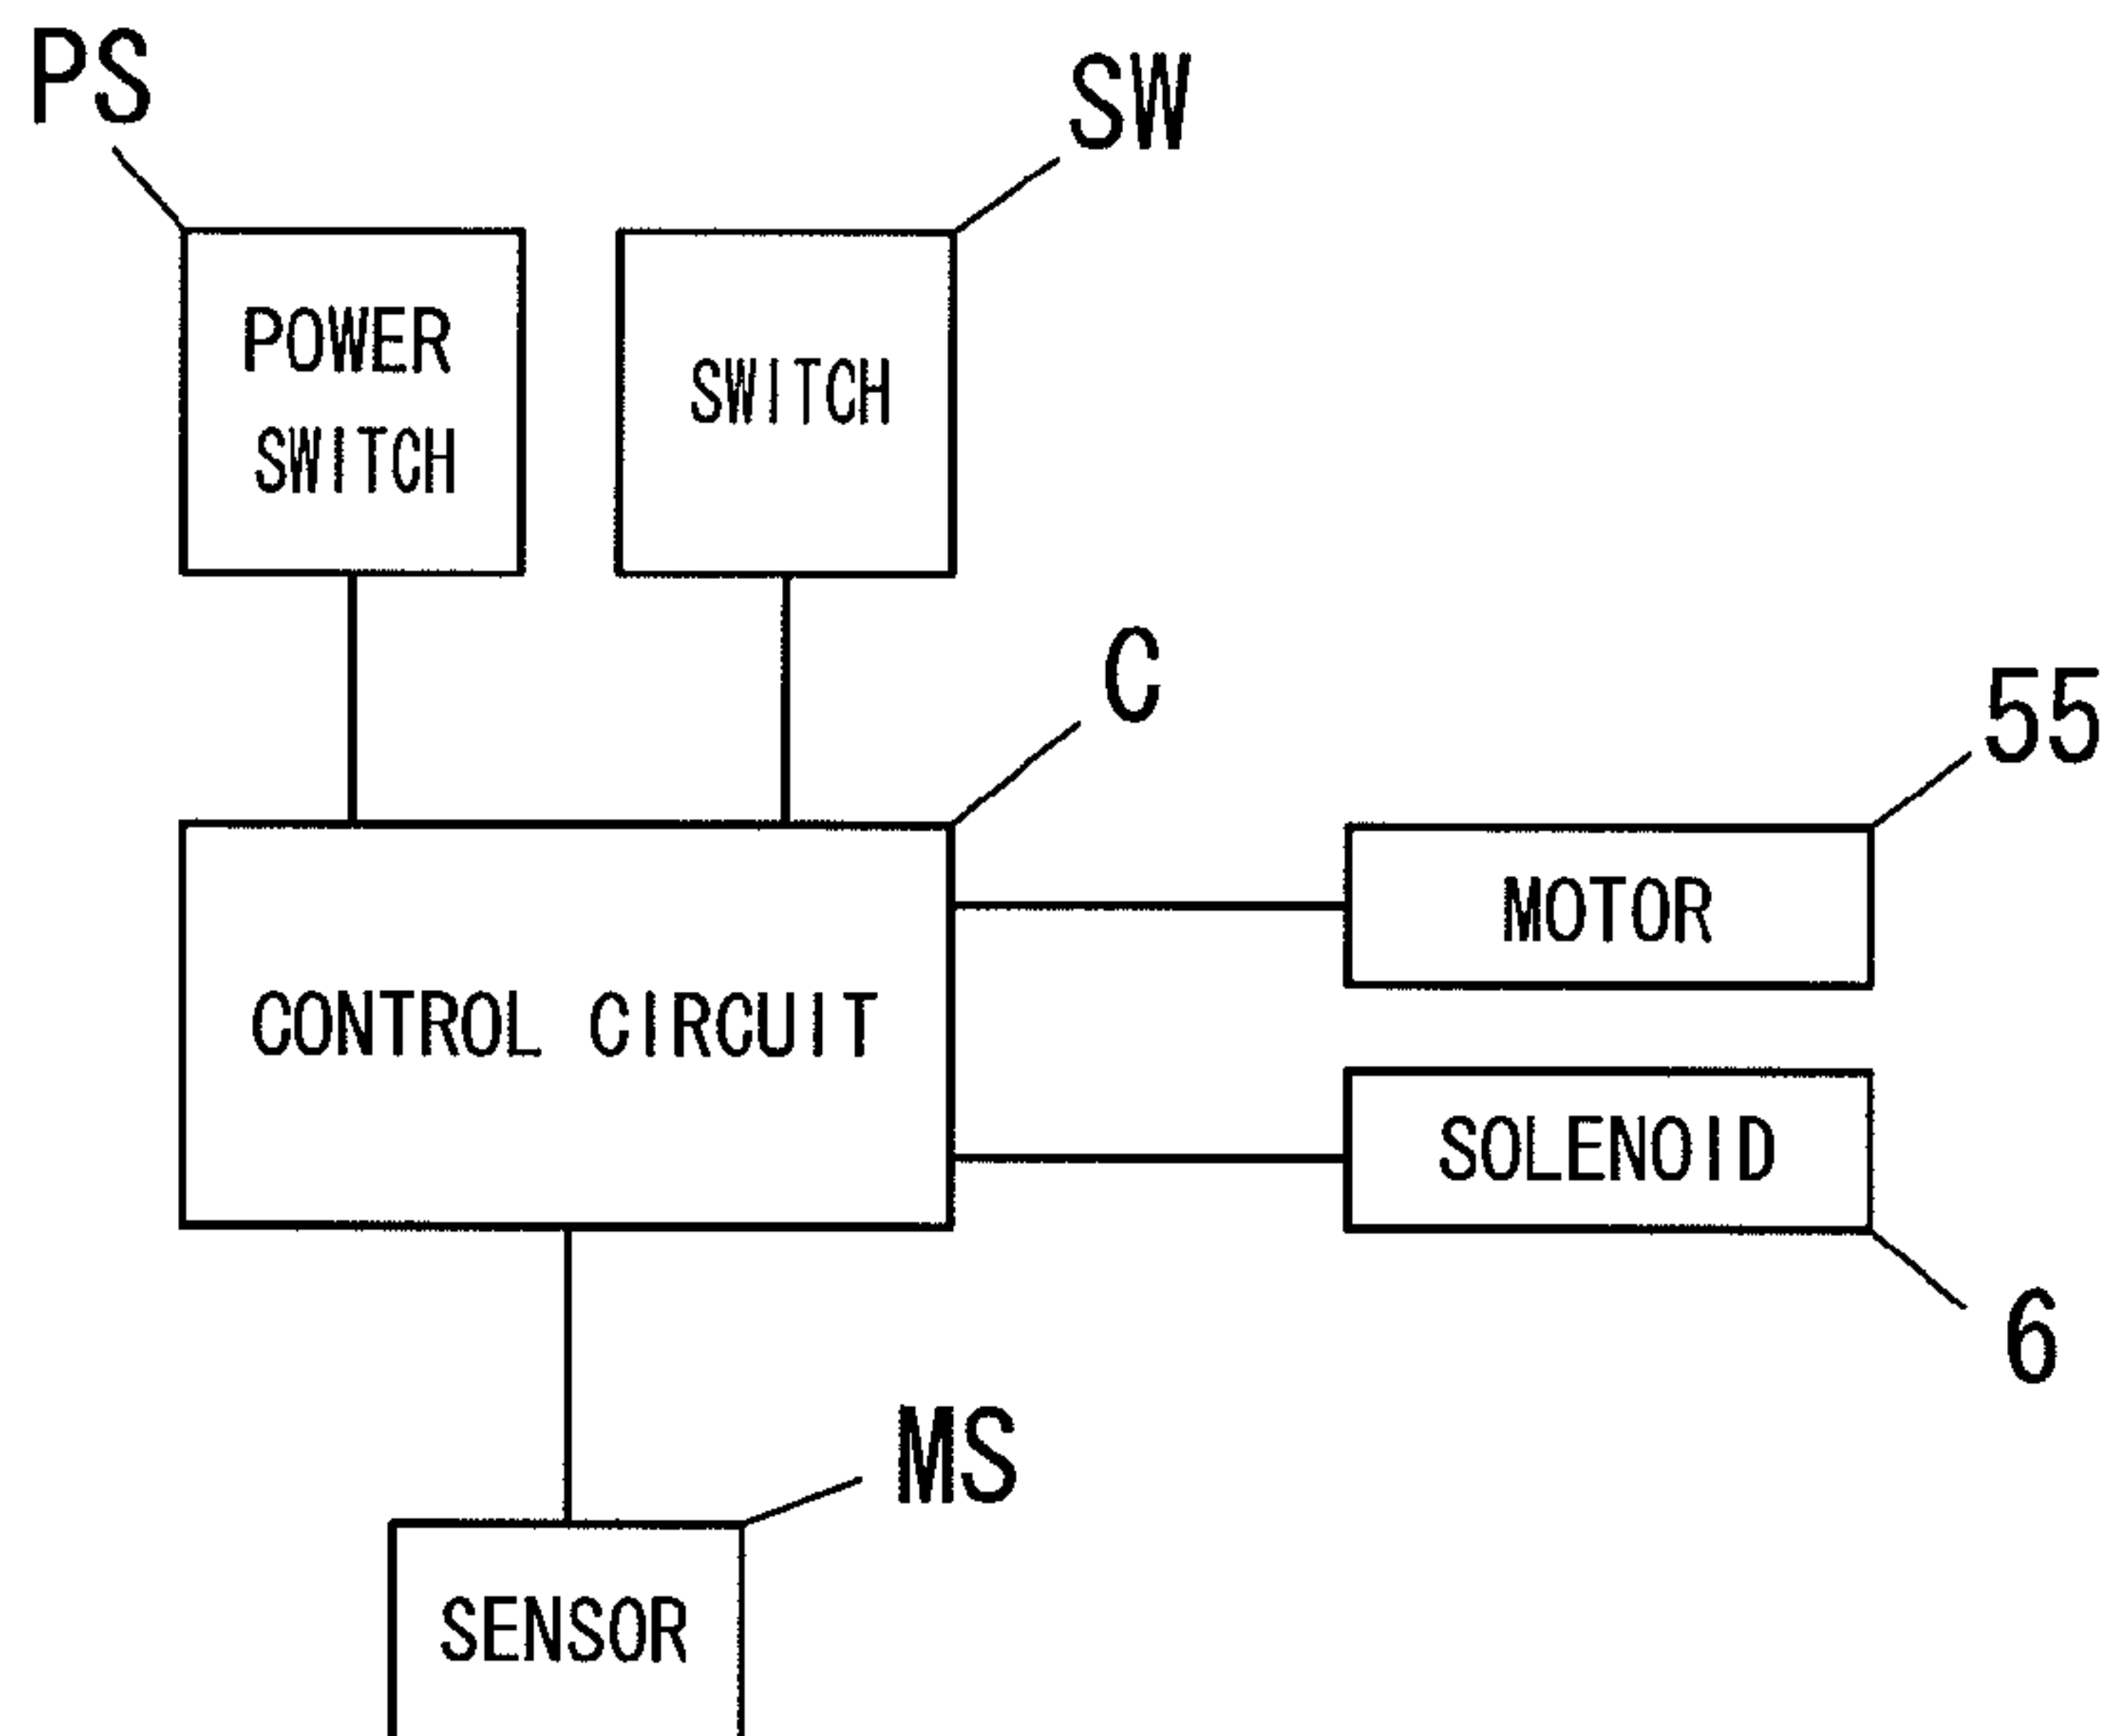 PS
SW
POWER
SWITCH
SWITCH
C
55
MOTOR
CONTROL CIRCUIT
SOLENOID
6
MS
SENSOR